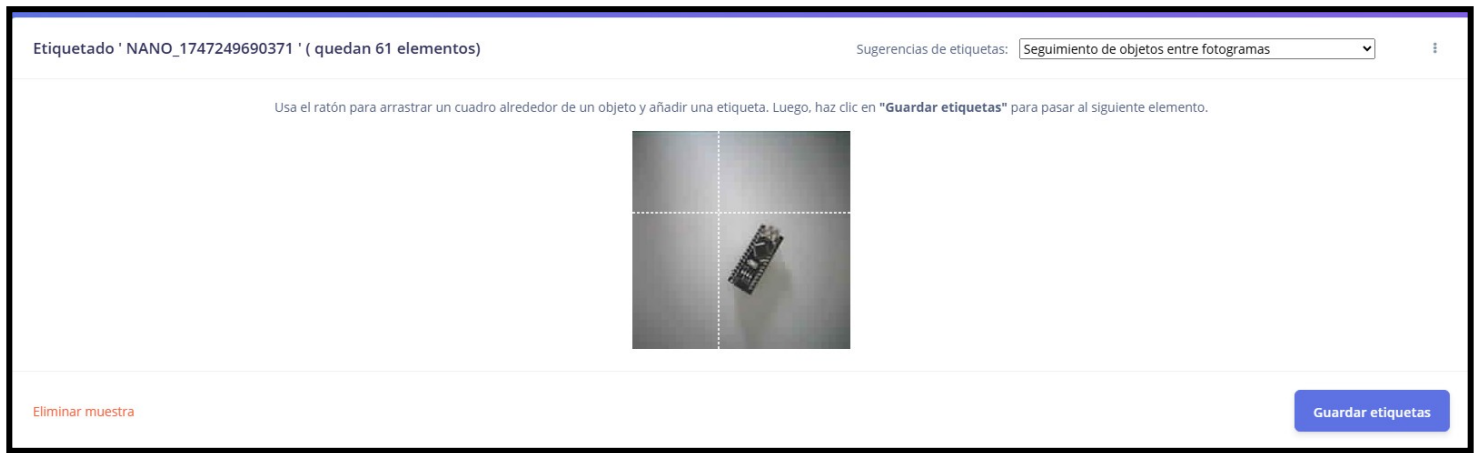 Etiquetado ' NANO_1747249690371 ' ( quedan 61 elementos)
Sugerencias de etiquetas: Seguimiento de objetos entre fotogramas
Usa el ratón para arrastrar un cuadro alrededor de un objeto y añadir una etiqueta. Luego, haz clic en "Guardar etiquetas" para pasar al siguiente elemento.
Eliminar muestra
Guardar etiquetas